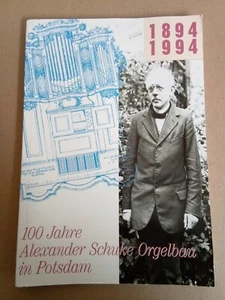 1894
1994
100 Jahre
Alexander Schuke Orgelbau
in Potsdam